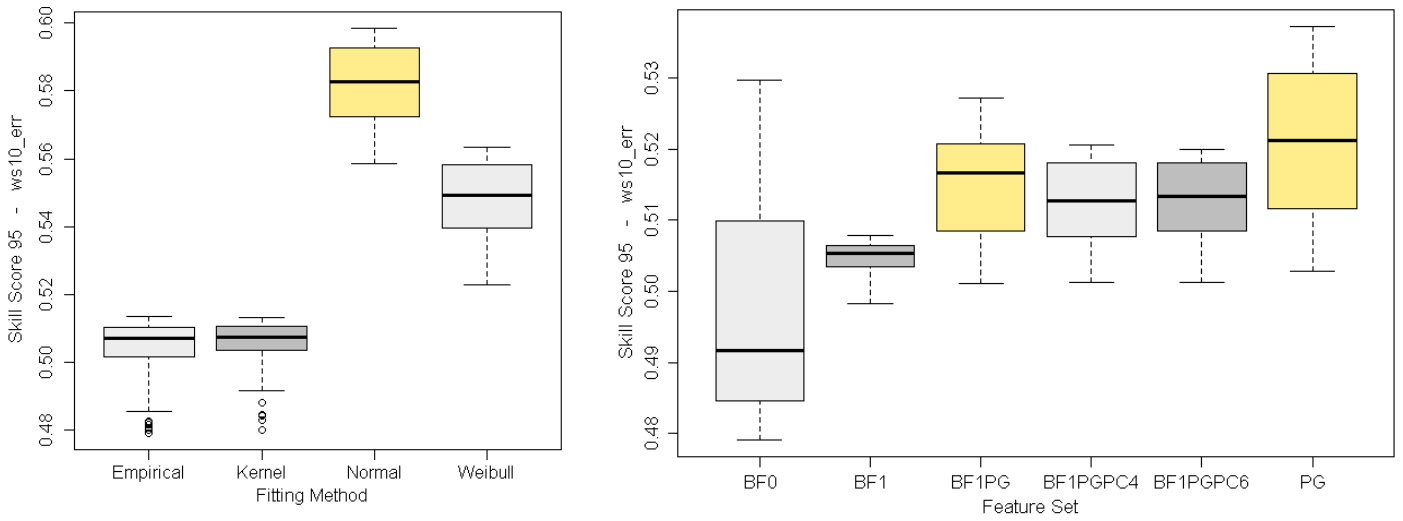 Skill Score 95 - ws10_err
0.60
0.58
0.56
0.54
0.52
0.50
0.48
Empirical Kernel Normal Weibull
Fitting Method
Skill Score 95 - ws10_err
0.53
0.52
0.51
0.50
0.49
0.48
BF0 BF1 BF1PG BF1PGPC4 BF1PGPC6 PG
Feature Set